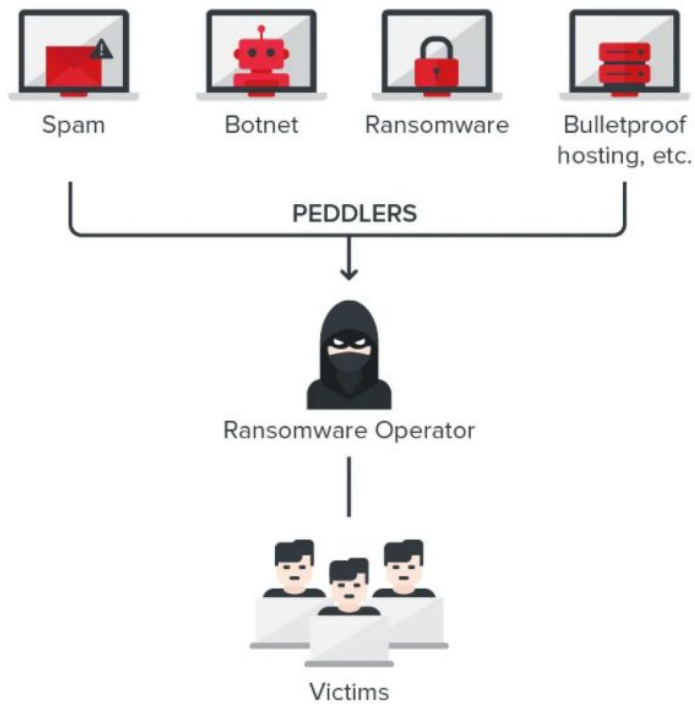 Spam
Botnet
Ransomware
Bulletproof
hosting, etc.
PEDDLERS
Ransomware Operator
Victims